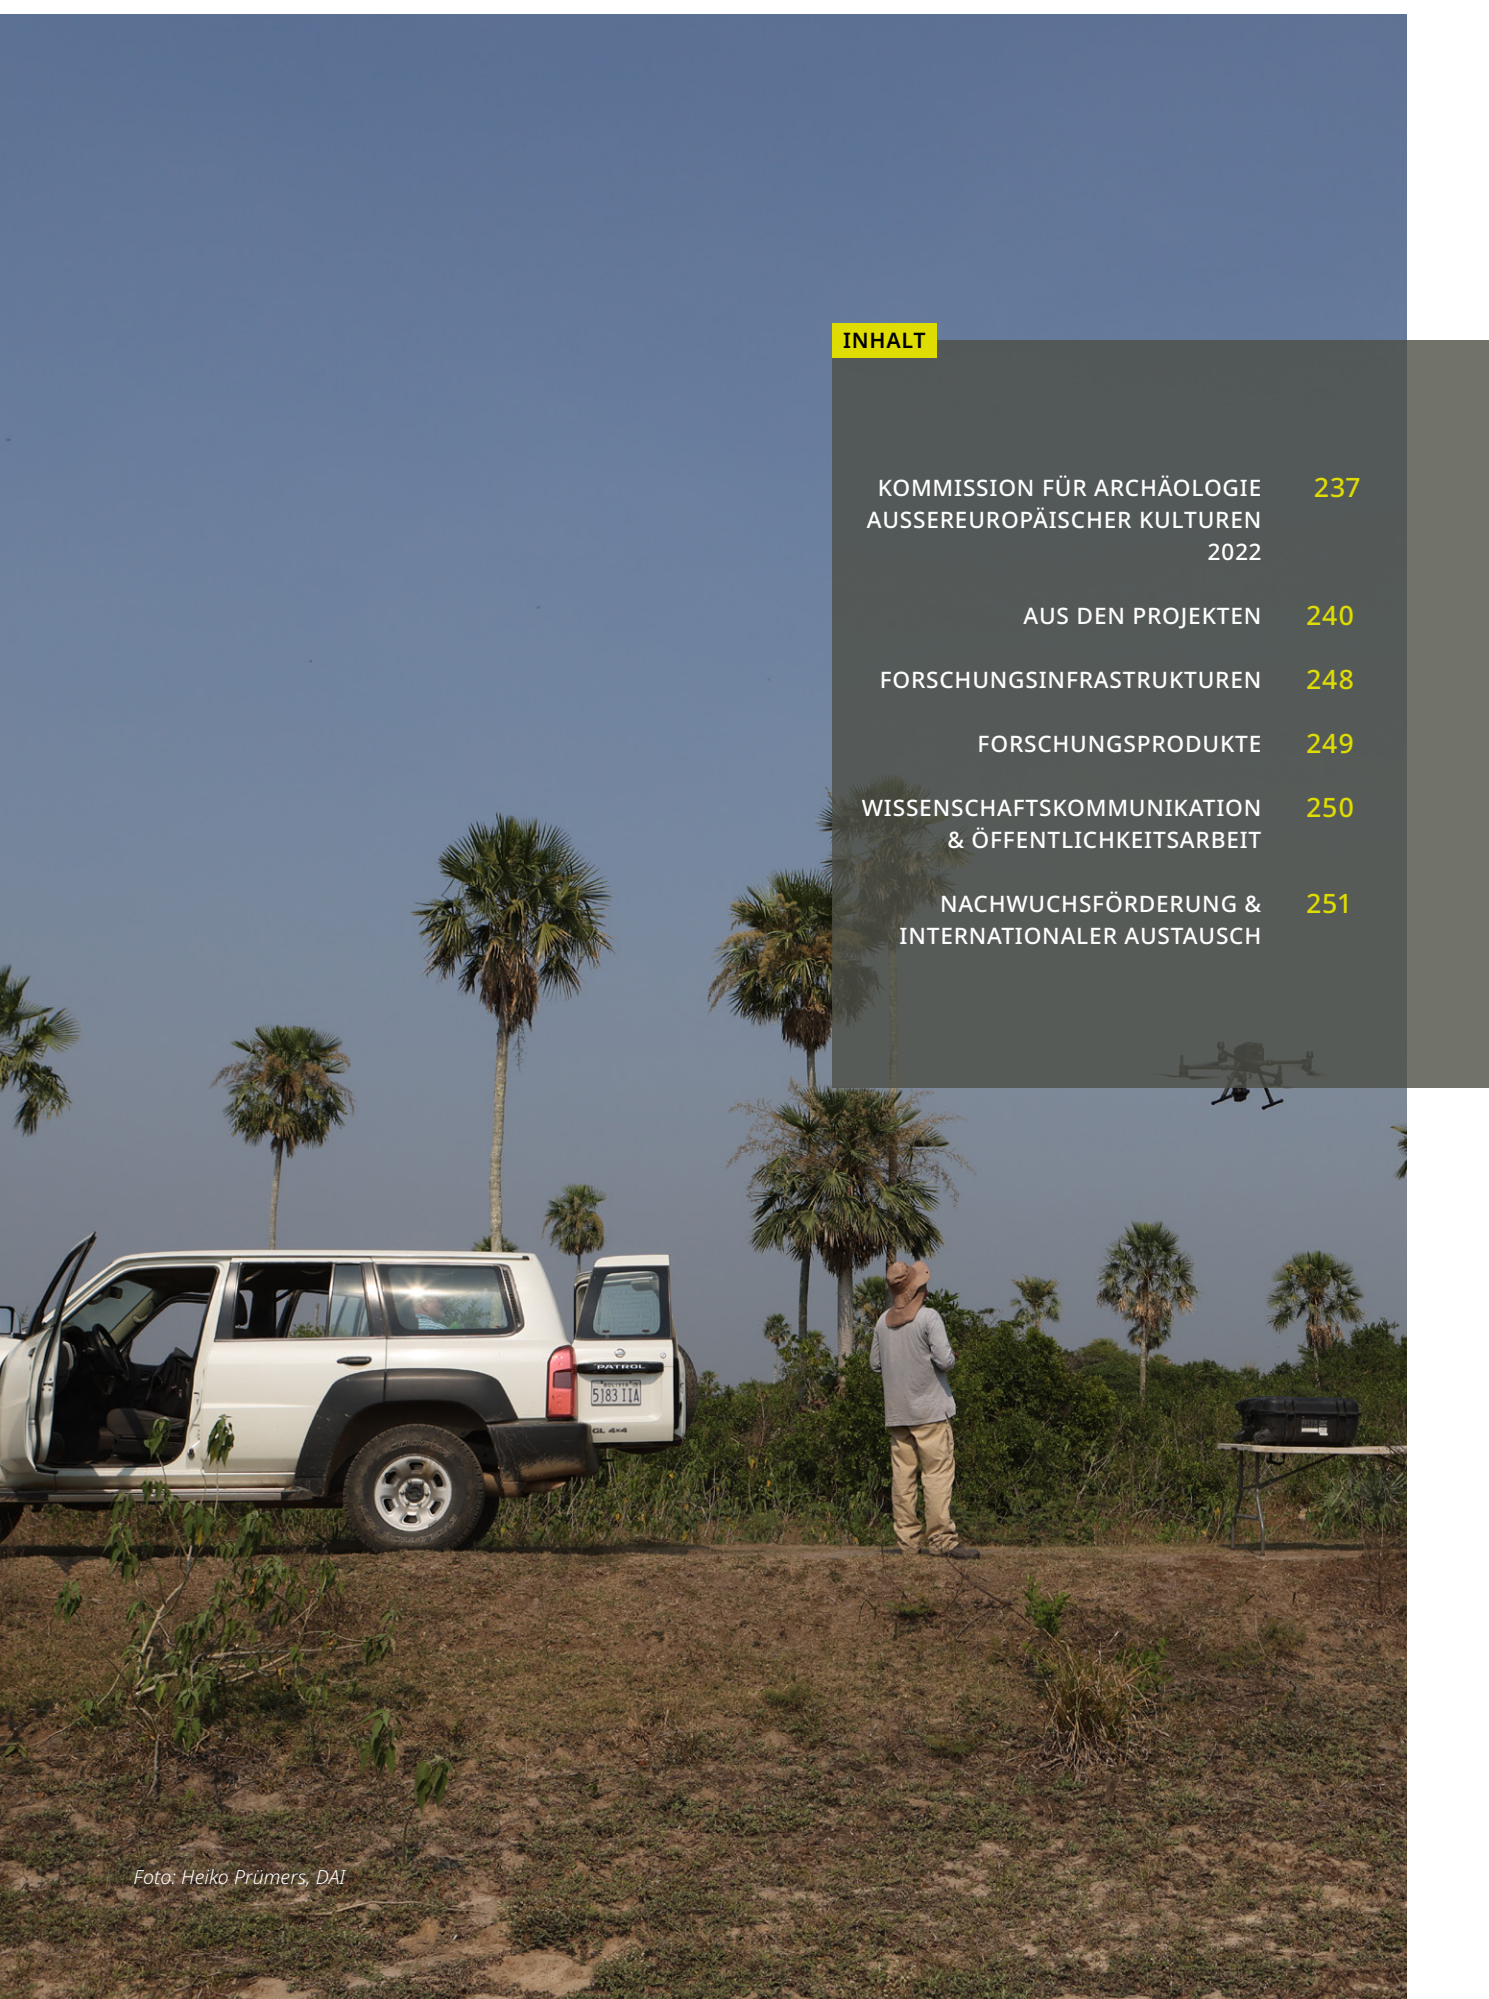 INHALT
KOMMISSION FÜR ARCHÄOLOGIE 237
AUSSEREUROPÄISCHER KULTUREN
2022
AUS DEN PROJEKTEN 240
FORSCHUNGSINFRASTRUKTUREN 248
FORSCHUNGSPRODUKTE 249
WISSENSCHAFTSKOMMUNIKATION 250
& ÖFFENTLICHKEITSARBEIT
NACHWUCHSFÖRDERUNG & 251
INTERNATIONALER AUSTAUSCH
PATROL
BOLIVIA
5183 IIA
GL 4x4
Foto: Heiko Prümers, DAI